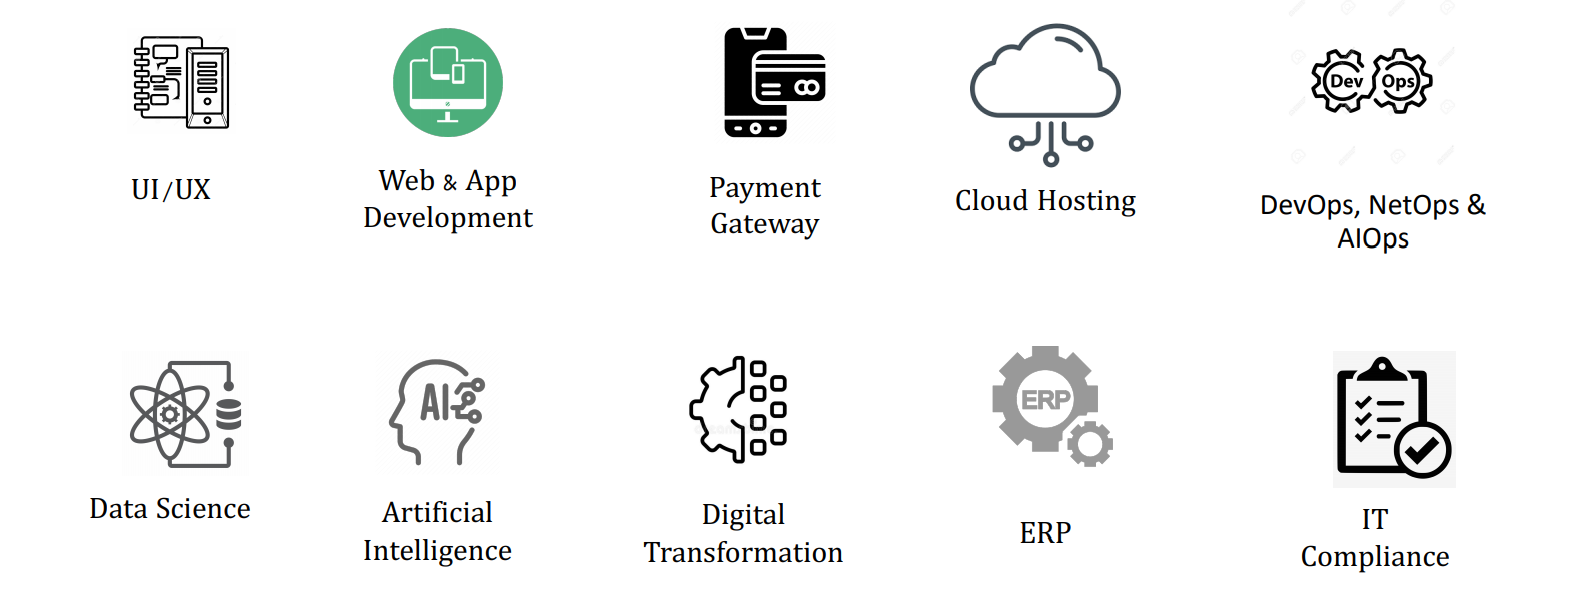 Dev Ops
UI/UX
Web & App
Development
Payment
Gateway
Cloud Hosting
DevOps, NetOps &
AIOps
AI
ERP
Data Science
Artificial
Intelligence
Digital
Transformation
ERP
IT
Compliance